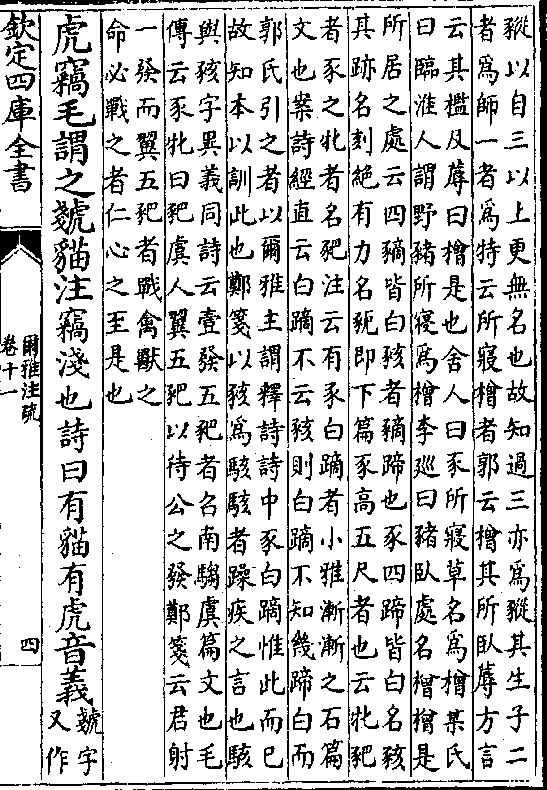 豵以自三以上更無名也故知過三亦爲豵其生子二
者爲師一者爲特云所寢橧者郭云橧其所臥蓐方言
云其檻及蓐曰橧是也舍人曰豕所寢草名爲橧某氏
曰臨淮人謂野豬所寢爲橧李廵曰豬臥處名橧橧是
所居之處云四豴皆白豥者豴蹄也豕四蹄皆白名豥
其跡名刻絕有力名豟即下篇豕高五尺者也云牝豝
者豕之牝者名豝注云有豕白蹢者小雅漸漸之石篇
文也案詩經直云白蹢不云豥則白蹢不知幾蹄白而
郭氏引之者以爾雅主謂釋詩詩中豕白蹢惟此而已
故知本以訓此也鄭箋以豥爲駭駭者躁疾之言也駭
與豥字異義同詩云壹發五豝者召南騶虞篇文也毛
傳云豕牝曰豝虞人翼五豝以待公之發鄭箋云君射
一發而翼五豝者戰禽獸之
命必戰之者仁心之至是也
虎竊毛謂之虦貓注竊淺也詩曰有貓有虎音義虦字
又作
欽定四庫全書
爾雅注疏
卷十一
四